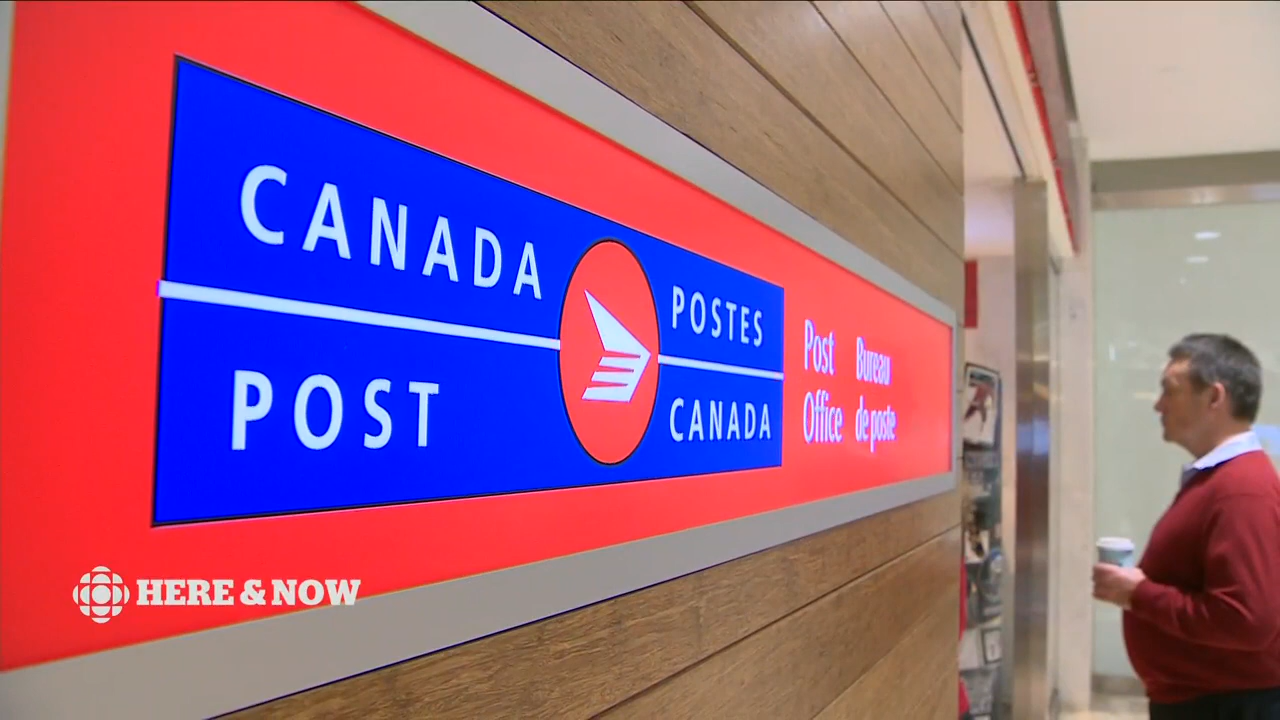 CANADA
POST
POSTES
CANADA
Post Office
Bureau de poste
HERE & NOW